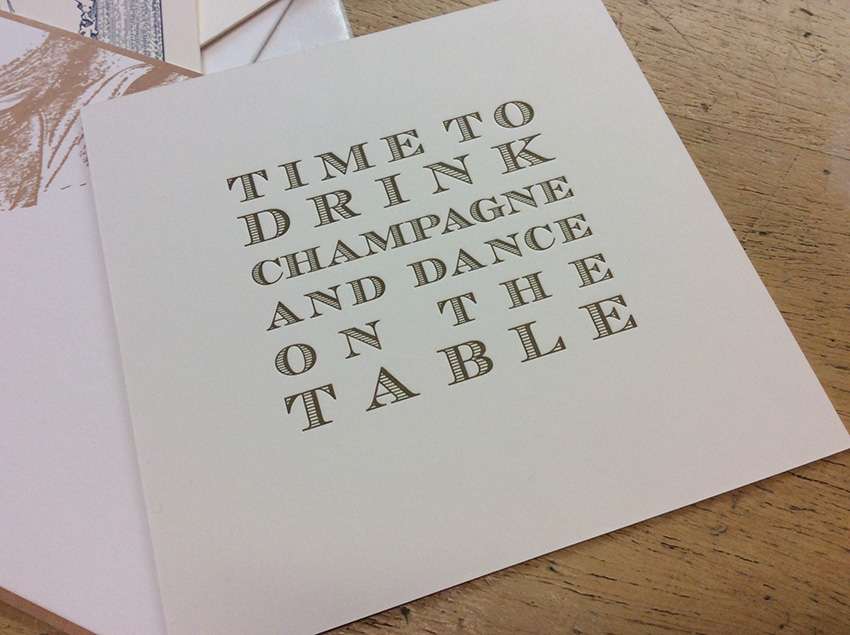 TIME TO
DRINK
CHAMPAGNE
AND DANCE
ON THE
TABLE